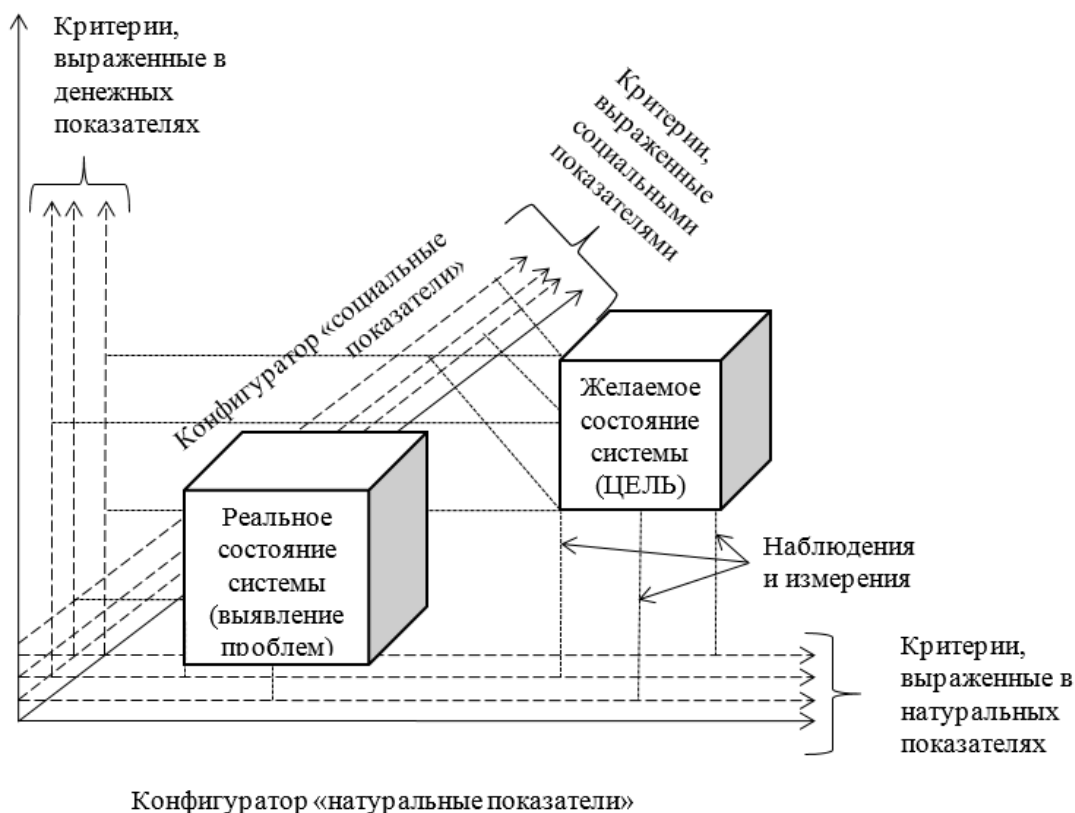 Критерии,
выраженные в
денежных
показателях
Критерии,
выраженные
социальными
показателями
Конфигуратор «социальные
показатели»
Желаемое
состояние
системы
(ЦЕЛЬ)
Реальное
состояние
системы
(выявление
проблем)
Наблюдения
и измерения
Критерии,
выраженные в
натуральных
показателях
Конфигуратор «натуральные показатели»